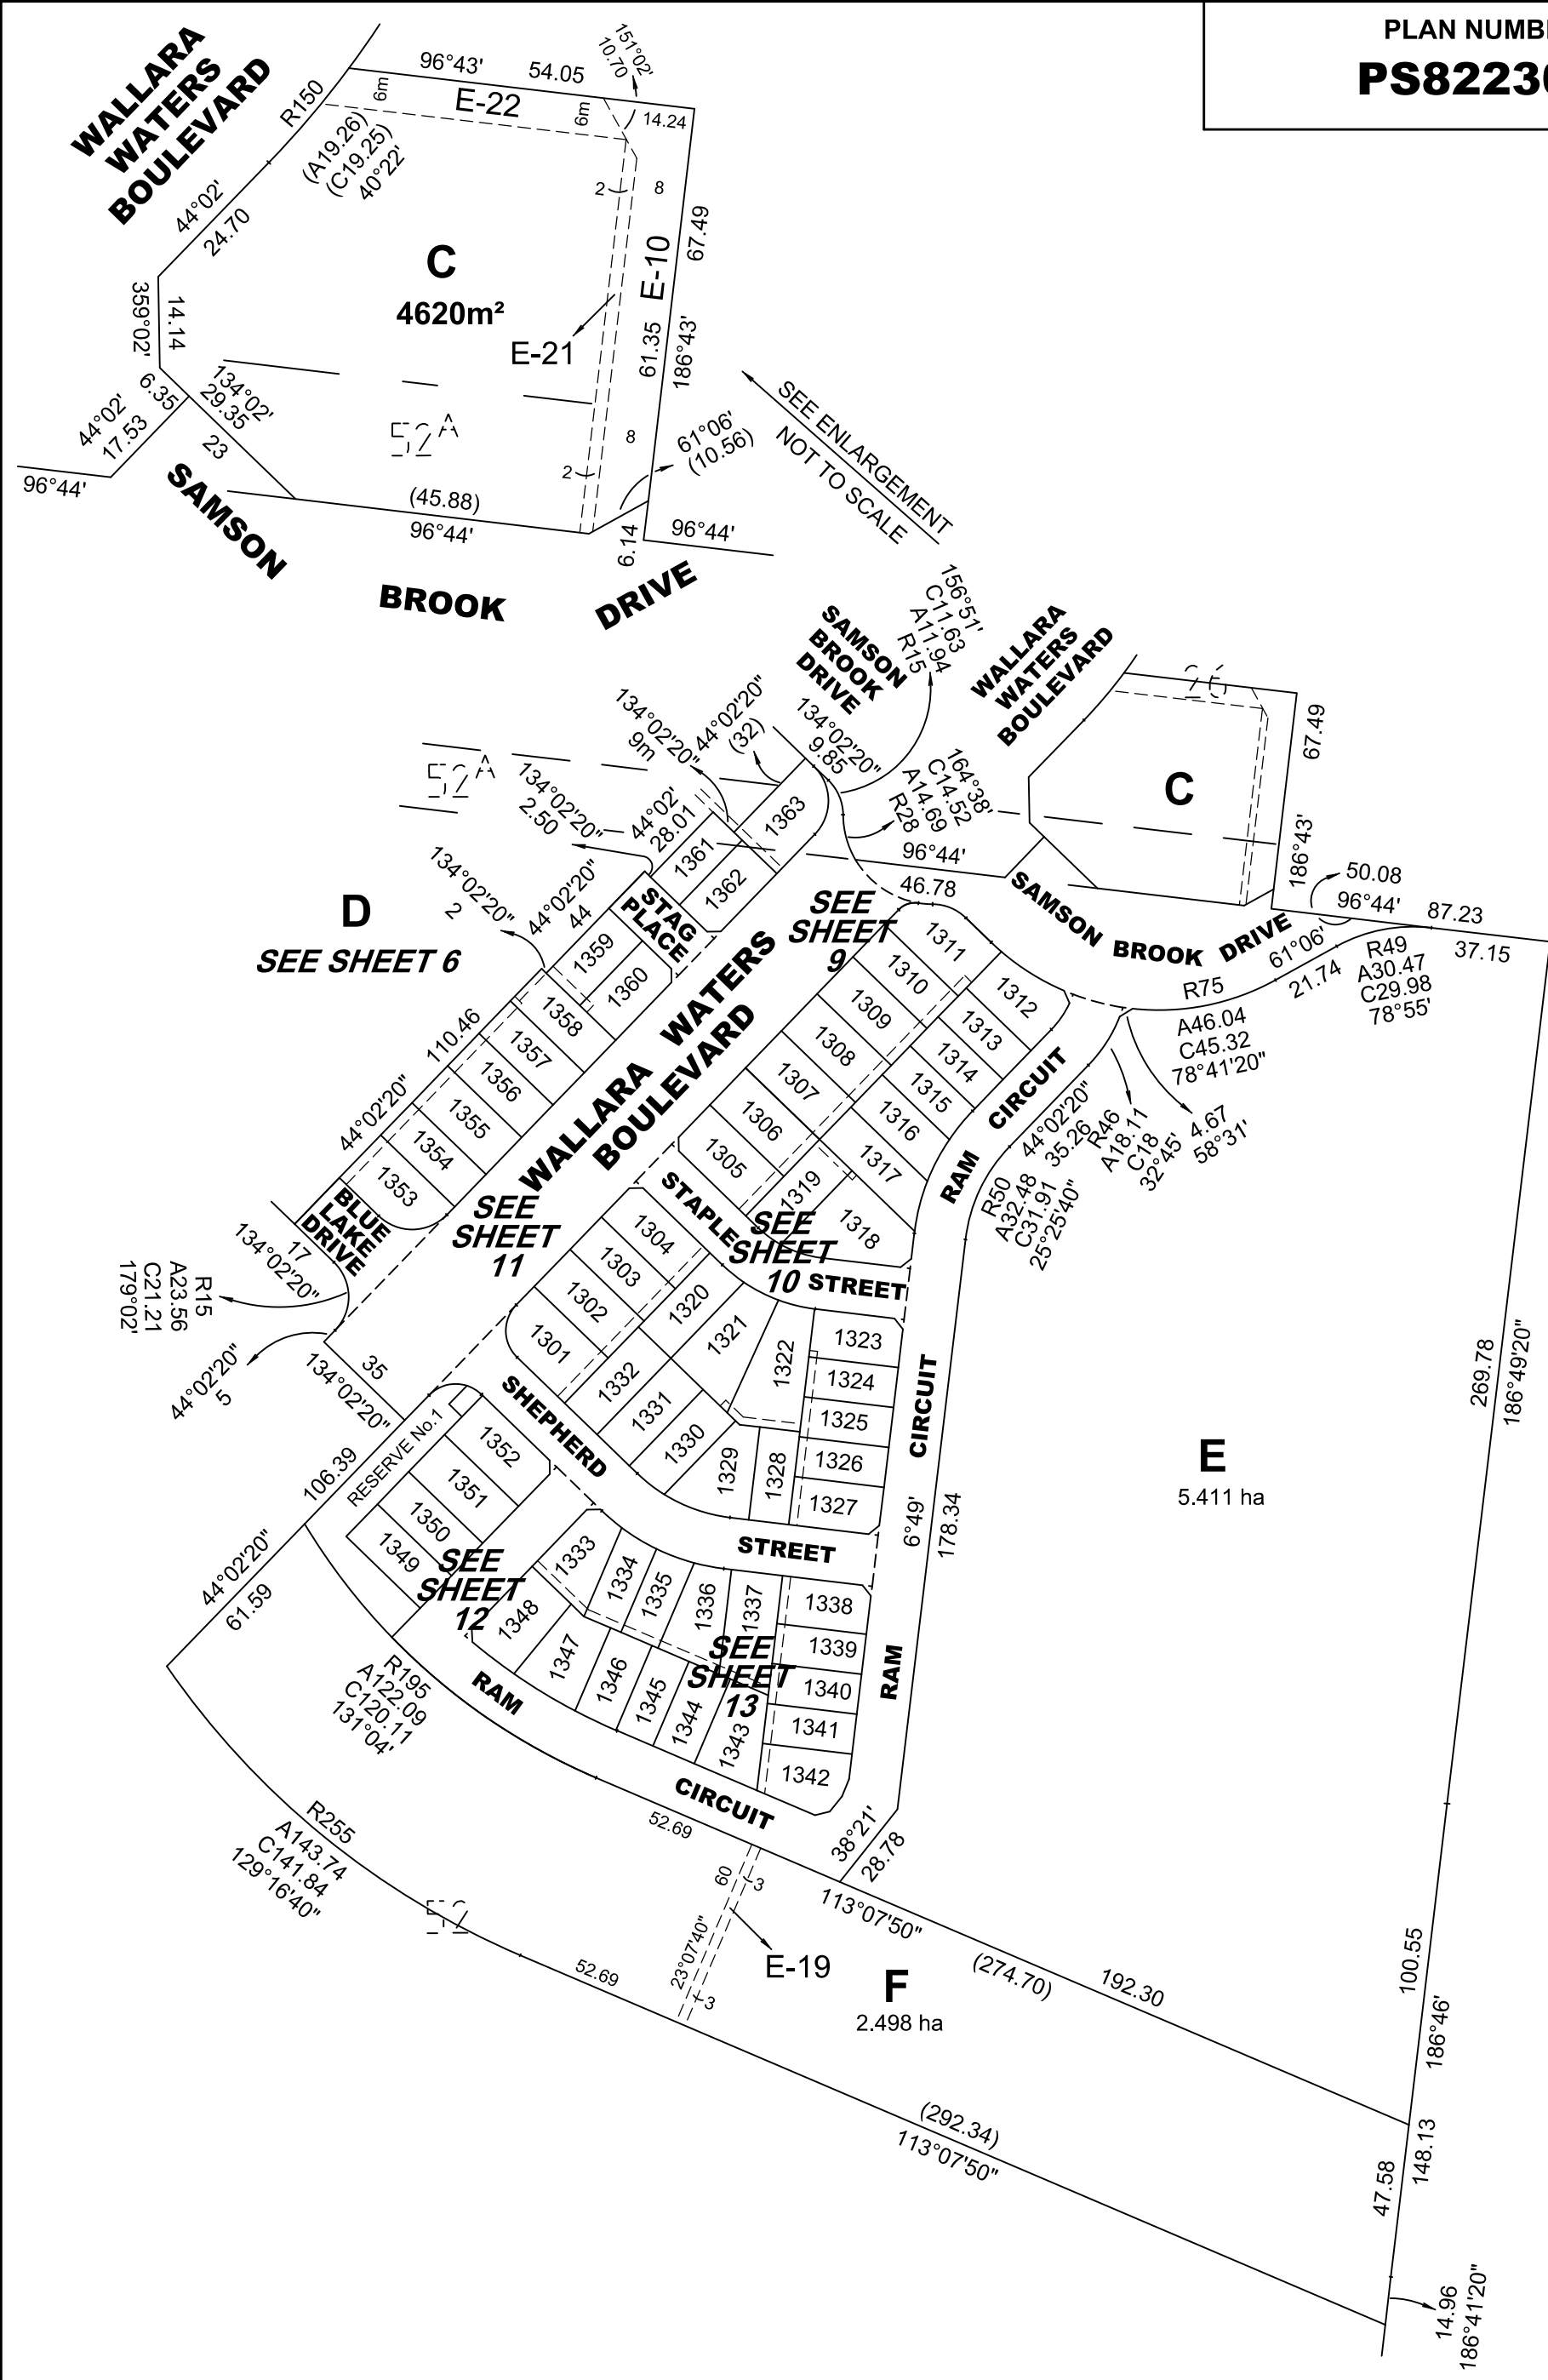 PLAN NUMB
PS82230
WALLARA
WATERS
BOULEVARD
R150
96°43'
54.05
151°02'
10.70
6m
E-22
6m
14.24
(A19.26)
(C19.25)
40°22'
44°02'
24.70
2
8
67.49
C
4620m²
E-10
E-21
61.35
186°43'
359°02'
14.14
6.35
134°02'
29.35
44°02'
17.53
23
52A
8
2
61°06'
(10.56)
96°44'
(45.88)
96°44'
6.14
96°44'
SAMSON
BROOK
DRIVE
SEE ENLARGEMENT
NOT TO SCALE
156°51'
C11.63
A11.94
R15
SAMSON
BROOK
DRIVE
WALLARA
WATERS
BOULEVARD
26
67.49
C
186°43'
134°02'20"
9m
44°02'20"
(32)
134°02'20"
9.85
164°38'
C14.52
A14.69
R28
52A
134°02'20"
2.50
44°02'
28.01
1363
1361
1362
96°44'
46.78
50.08
96°44'
87.23
37.15
134°02'20"
2
44°02'20"
44
STAG
PLACE
SEE
SHEET
9
SAMSON BROOK DRIVE
61°06'
21.74
R49
A30.47
C29.98
78°55'
R75
A46.04
C45.32
78°41'20"
D
SEE SHEET 6
1359
1360
1358
1357
1356
1355
1354
1353
110.46
44°02'20"
WALLARA WATERS
BOULEVARD
1311
1310
1309
1308
1307
1306
1305
1312
1313
1314
1315
1316
1317
1318
1319
RAM CIRCUIT
44°02'20"
35.26
R46
A18.11
C18
32°45'
4.67
58°31'
R50
A32.48
C31.91
25°25'40"
BLUE
LAKE
DRIVE
17
134°02'20"
R15
A23.56
C21.21
179°02'
44°02'20"
5
35
134°02'20"
SEE
SHEET
11
STAPLES
STREET
SEE
SHEET
10
1304
1303
1302
1301
1320
1321
1322
1323
1324
1325
1326
1327
1328
1329
1330
1331
1332
SHEPHERD
STREET
CIRCUIT
6°49'
178.34
269.78
186°49'20"
E
5.411 ha
106.39
RESERVE No.1
1352
1351
1350
1349
44°02'20"
61.59
SEE
SHEET
12
1333
1334
1335
1336
1337
1338
1339
1340
1341
1342
1343
1344
1345
1346
1347
1348
SEE
SHEET
13
RAM
RAM
CIRCUIT
R195
A122.09
C120.11
131°04'
52.69
38°21'
28.78
R255
A143.74
C141.84
129°16'40"
52
52.69
60
3
23°07'40"
3
E-19
113°07'50"
(274.70)
192.30
F
2.498 ha
100.55
186°46'
(292.34)
113°07'50"
47.58
148.13
14.96
186°41'20"